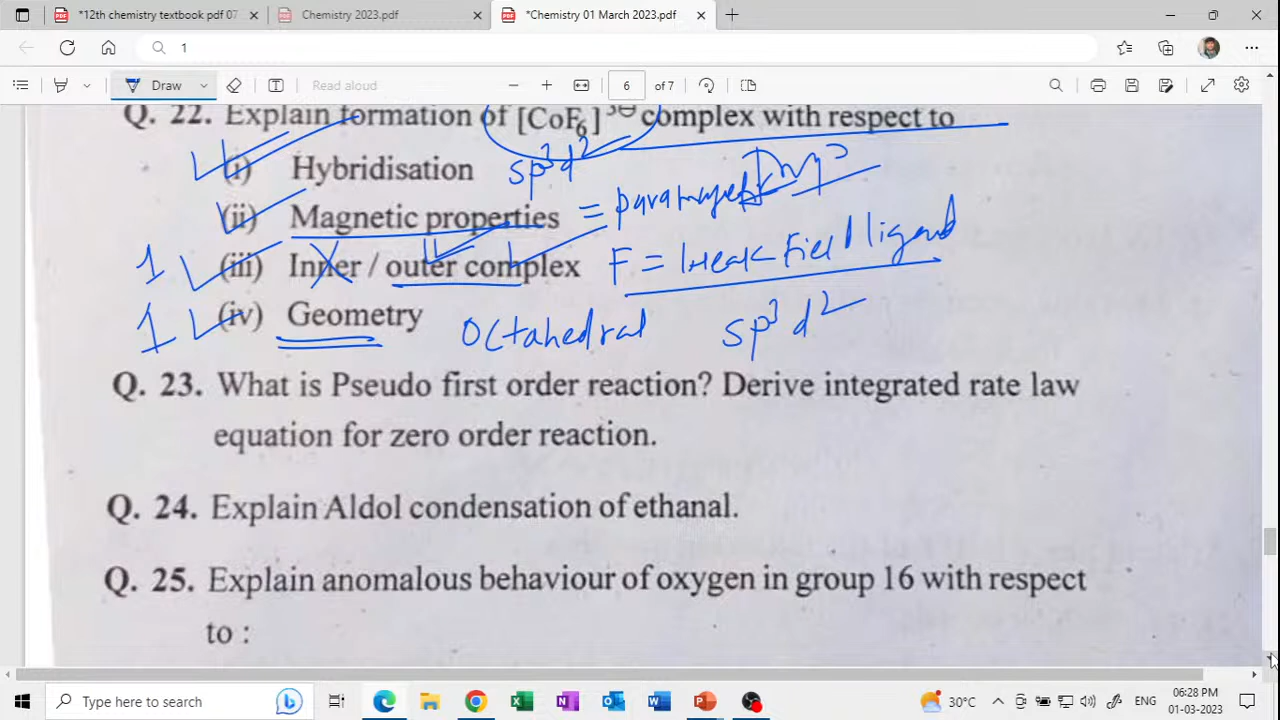 *12th chemistry textbook pdf 07
Chemistry 2023.pdf
*Chemistry 01 March 2023.pdf
1
Draw
Read aloud
6 of 7
Q. 22. Explain formation of [CoF6]3⊖ complex with respect to
(i) Hybridisation sp3d2
(ii) Magnetic properties = paramagnetic
1 (iii) Inner / outer complex F = Weak Field ligand
1 (iv) Geometry Octahedral sp3d2
Q. 23. What is Pseudo first order reaction? Derive integrated rate law
equation for zero order reaction.
Q. 24. Explain Aldol condensation of ethanal.
Q. 25. Explain anomalous behaviour of oxygen in group 16 with respect
to :
Type here to search
30°C
ENG
06:28 PM
01-03-2023